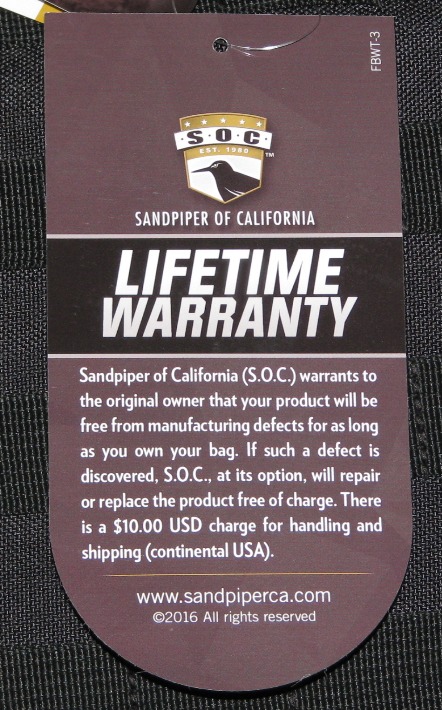 FBWT-3
S·O·C
EST. 1980
TM
SANDPIPER OF CALIFORNIA
LIFETIME
WARRANTY
Sandpiper of California (S.O.C.) warrants to
the original owner that your product will be
free from manufacturing defects for as long
as you own your bag. If such a defect is
discovered, S.O.C., at its option, will repair
or replace the product free of charge. There
is a $10.00 USD charge for handling and
shipping (continental USA).
www.sandpiperca.com
©2016 All rights reserved